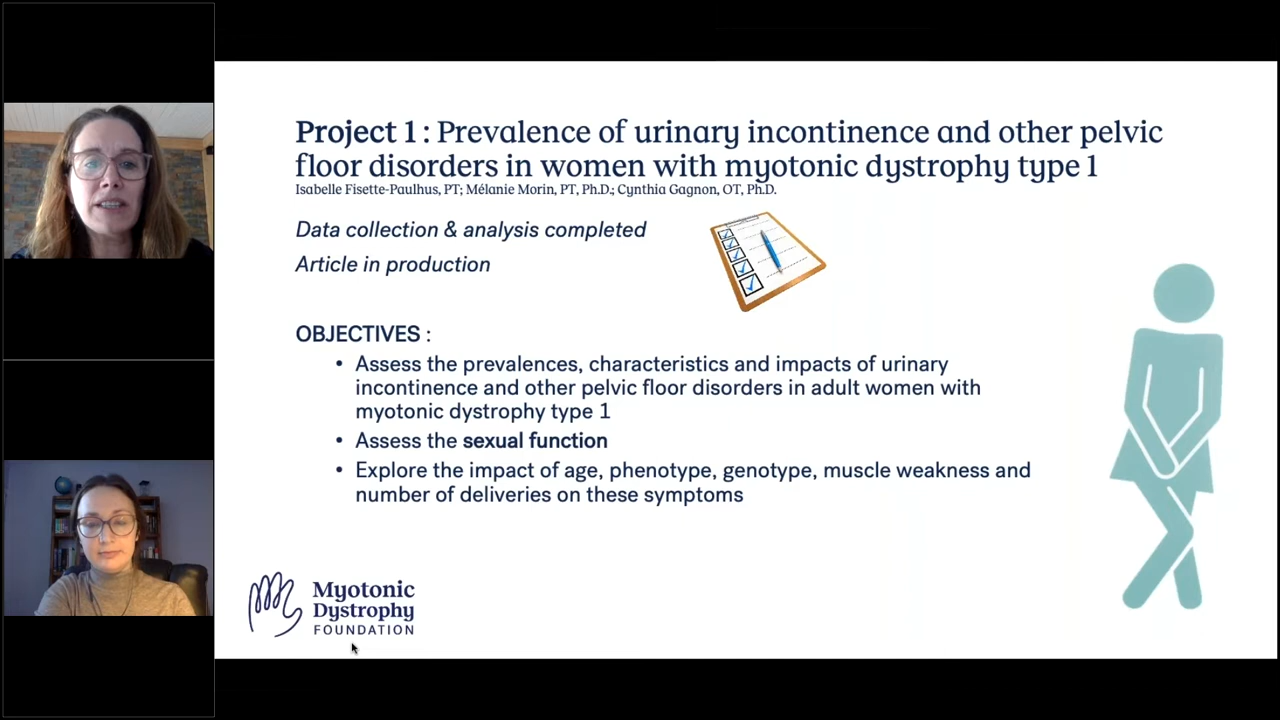 Project 1 : Prevalence of urinary incontinence and other pelvic
floor disorders in women with myotonic dystrophy type 1
Isabelle Fisette-Paulhus, PT; Mélanie Morin, PT, Ph.D.; Cynthia Gagnon, OT, Ph.D.
Data collection & analysis completed
Article in production
OBJECTIVES :
• Assess the prevalences, characteristics and impacts of urinary
incontinence and other pelvic floor disorders in adult women with
myotonic dystrophy type 1
• Assess the sexual function
• Explore the impact of age, phenotype, genotype, muscle weakness and
number of deliveries on these symptoms
Myotonic
Dystrophy
FOUNDATION